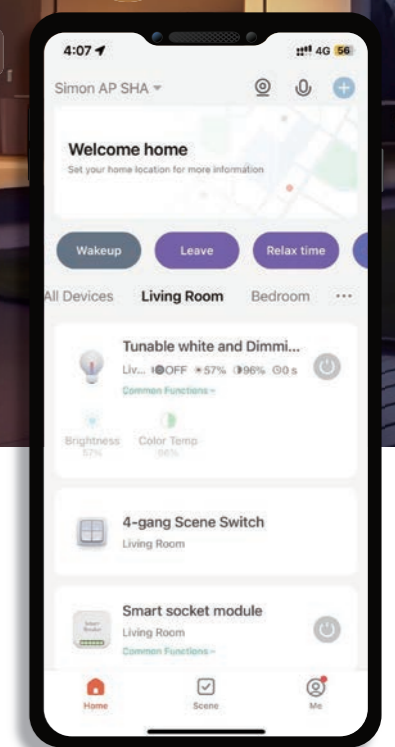 4:07
4G 56
Simon AP SHA
Welcome home
Set your home location for more information
Wakeup
Leave
Relax time
All Devices
Living Room
Bedroom
Tunable white and Dimmi...
Liv... OFF 57% 96% 0 s
Common Functions
Brightness
57%
Color Temp
96%
4-gang Scene Switch
Living Room
Smart socket module
Living Room
Common Functions
Home
Scene
Me